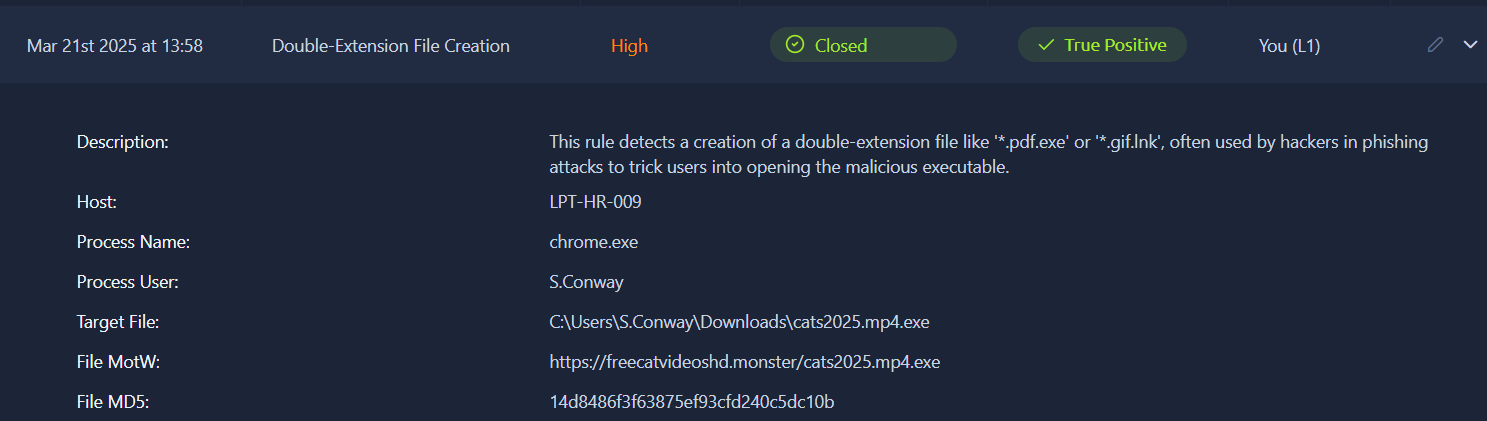 Mar 21st 2025 at 13:58 Double-Extension File Creation High Closed True Positive You (L1)
Description: This rule detects a creation of a double-extension file like '*.pdf.exe' or '*.gif.lnk', often used by hackers in phishing
attacks to trick users into opening the malicious executable.
Host: LPT-HR-009
Process Name: chrome.exe
Process User: S.Conway
Target File: C:\Users\S.Conway\Downloads\cats2025.mp4.exe
File MotW: https://freecatvideoshd.monster/cats2025.mp4.exe
File MD5: 14d8486f3f63875ef93cfd240c5dc10b